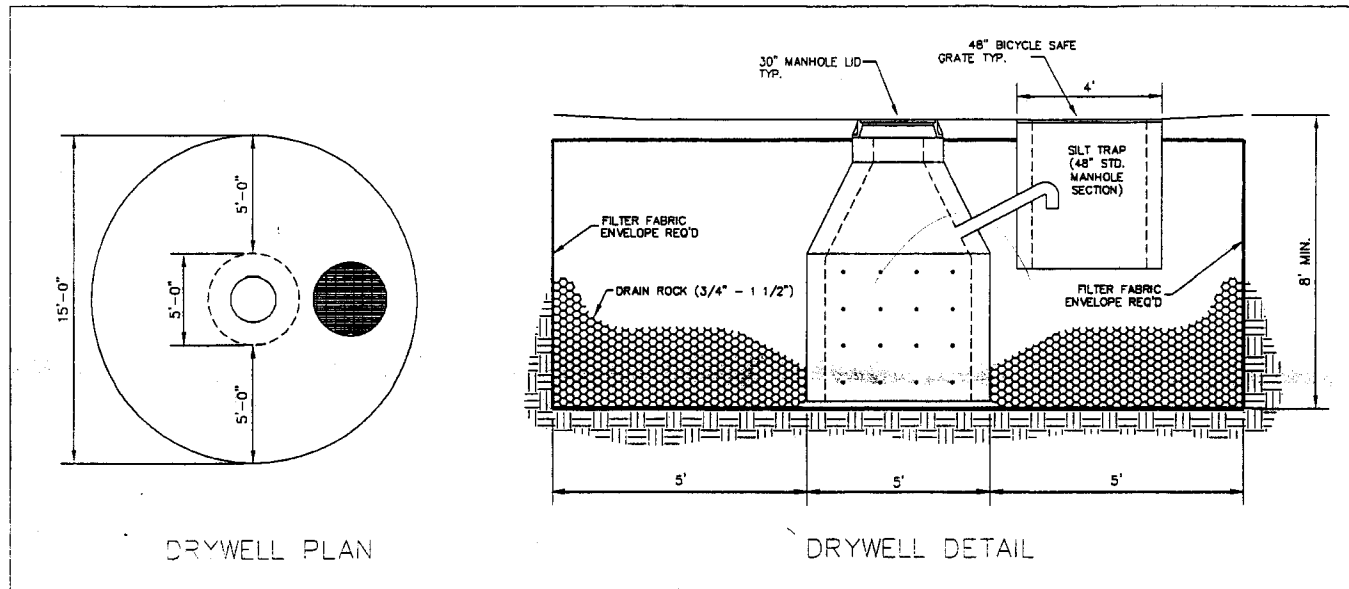 15'-0"
5'-0"
5'-0"
5'-0"
DRYWELL PLAN
30" MANHOLE LID
TYP.
48" BICYCLE SAFE
GRATE TYP.
4'
SILT TRAP
(48" STD.
MANHOLE
SECTION)
FILTER FABRIC
ENVELOPE REQ'D
DRAIN ROCK (3/4" - 1 1/2")
FILTER FABRIC
ENVELOPE REQ'D
8' MIN.
5'
5'
5'
DRYWELL DETAIL